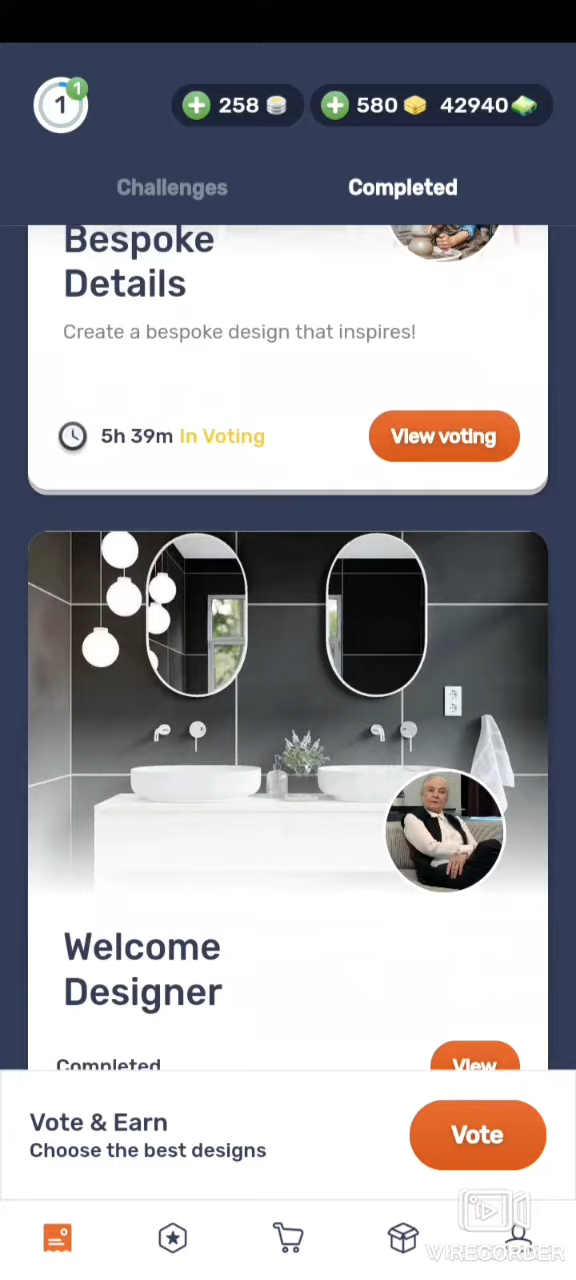 1
1
258
580
42940
Challenges
Completed
Bespoke
Details
Create a bespoke design that inspires!
5h 39m In Voting
View voting
Welcome
Designer
Completed
View
Vote & Earn
Choose the best designs
Vote
VIRECORDER